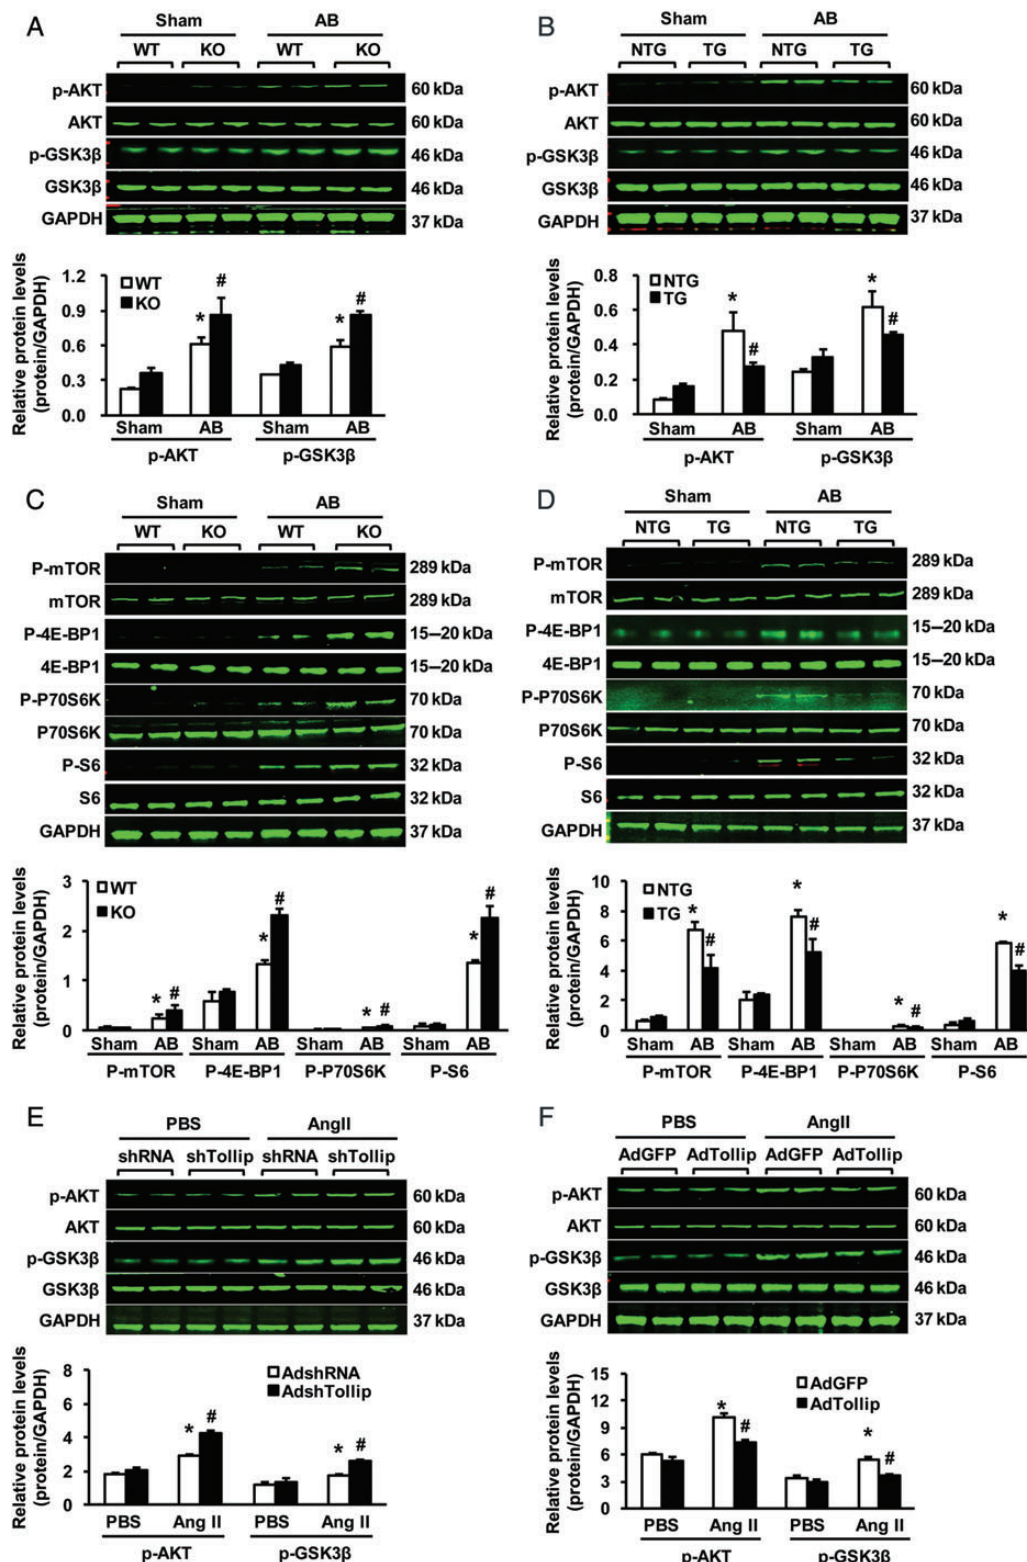 A
Sham AB
WT KO WT KO
p-AKT 60 kDa
AKT 60 kDa
p-GSK3β 46 kDa
GSK3β 46 kDa
GAPDH 37 kDa
Relative protein levels
(protein/GAPDH)
1.2
0.9
0.6
0.3
0.0
WT
KO
* # * #
Sham AB Sham AB
p-AKT p-GSK3β
B
Sham AB
NTG TG NTG TG
p-AKT 60 kDa
AKT 60 kDa
p-GSK3β 46 kDa
GSK3β 46 kDa
GAPDH 37 kDa
Relative protein levels
(protein/GAPDH)
0.8
0.6
0.4
0.2
0.0
NTG
TG
* # * #
Sham AB Sham AB
p-AKT p-GSK3β
C
Sham AB
WT KO WT KO
P-mTOR 289 kDa
mTOR 289 kDa
P-4E-BP1 15–20 kDa
4E-BP1 15–20 kDa
P-P70S6K 70 kDa
P70S6K 70 kDa
P-S6 32 kDa
S6 32 kDa
GAPDH 37 kDa
Relative protein levels
(protein/GAPDH)
3
2
1
0
WT
KO
* # * # * # * #
Sham AB Sham AB Sham AB Sham AB
P-mTOR P-4E-BP1 P-P70S6K P-S6
D
Sham AB
NTG TG NTG TG
P-mTOR 289 kDa
mTOR 289 kDa
P-4E-BP1 15–20 kDa
4E-BP1 15–20 kDa
P-P70S6K 70 kDa
P70S6K 70 kDa
P-S6 32 kDa
S6 32 kDa
GAPDH 37 kDa
Relative protein levels
(protein/GAPDH)
10
8
6
4
2
0
NTG
TG
* # * # * # * #
Sham AB Sham AB Sham AB Sham AB
P-mTOR P-4E-BP1 P-P70S6K P-S6
E
PBS AngII
shRNA shTollip shRNA shTollip
p-AKT 60 kDa
AKT 60 kDa
p-GSK3β 46 kDa
GSK3β 46 kDa
GAPDH 37 kDa
Relative protein levels
(protein/GAPDH)
8
6
4
2
0
AdshRNA
AdshTollip
* # * #
PBS Ang II PBS Ang II
p-AKT p-GSK3β
F
PBS AngII
AdGFP AdTollip AdGFP AdTollip
p-AKT 60 kDa
AKT 60 kDa
p-GSK3β 46 kDa
GSK3β 46 kDa
GAPDH 37 kDa
Relative protein levels
(protein/GAPDH)
15
12
9
6
3
0
AdGFP
AdTollip
* # * #
PBS Ang II PBS Ang II
p-AKT p-GSK3β